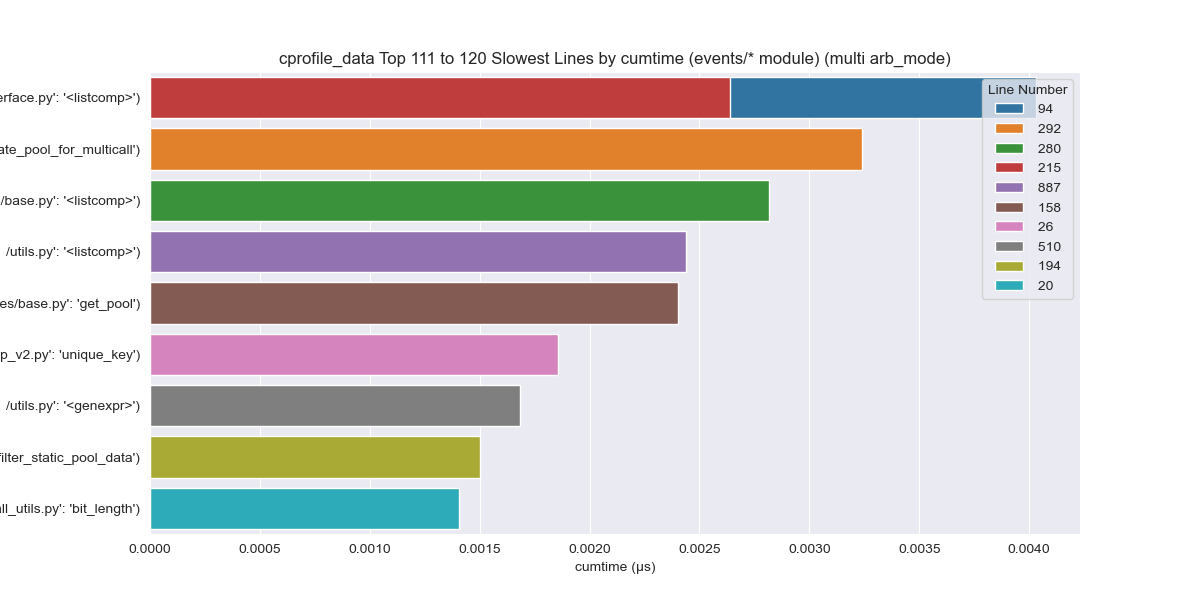 cprofile_data Top 111 to 120 Slowest Lines by cumtime (events/* module) (multi arb_mode)
erface.py': '<listcomp>')
ate_pool_for_multicall')
/base.py': '<listcomp>')
/utils.py': '<listcomp>')
es/base.py': 'get_pool')
p_v2.py': 'unique_key')
/utils.py': '<genexpr>')
filter_static_pool_data')
all_utils.py': 'bit_length')
Line Number
94
292
280
215
887
158
26
510
194
20
0.0000 0.0005 0.0010 0.0015 0.0020 0.0025 0.0030 0.0035 0.0040
cumtime (µs)